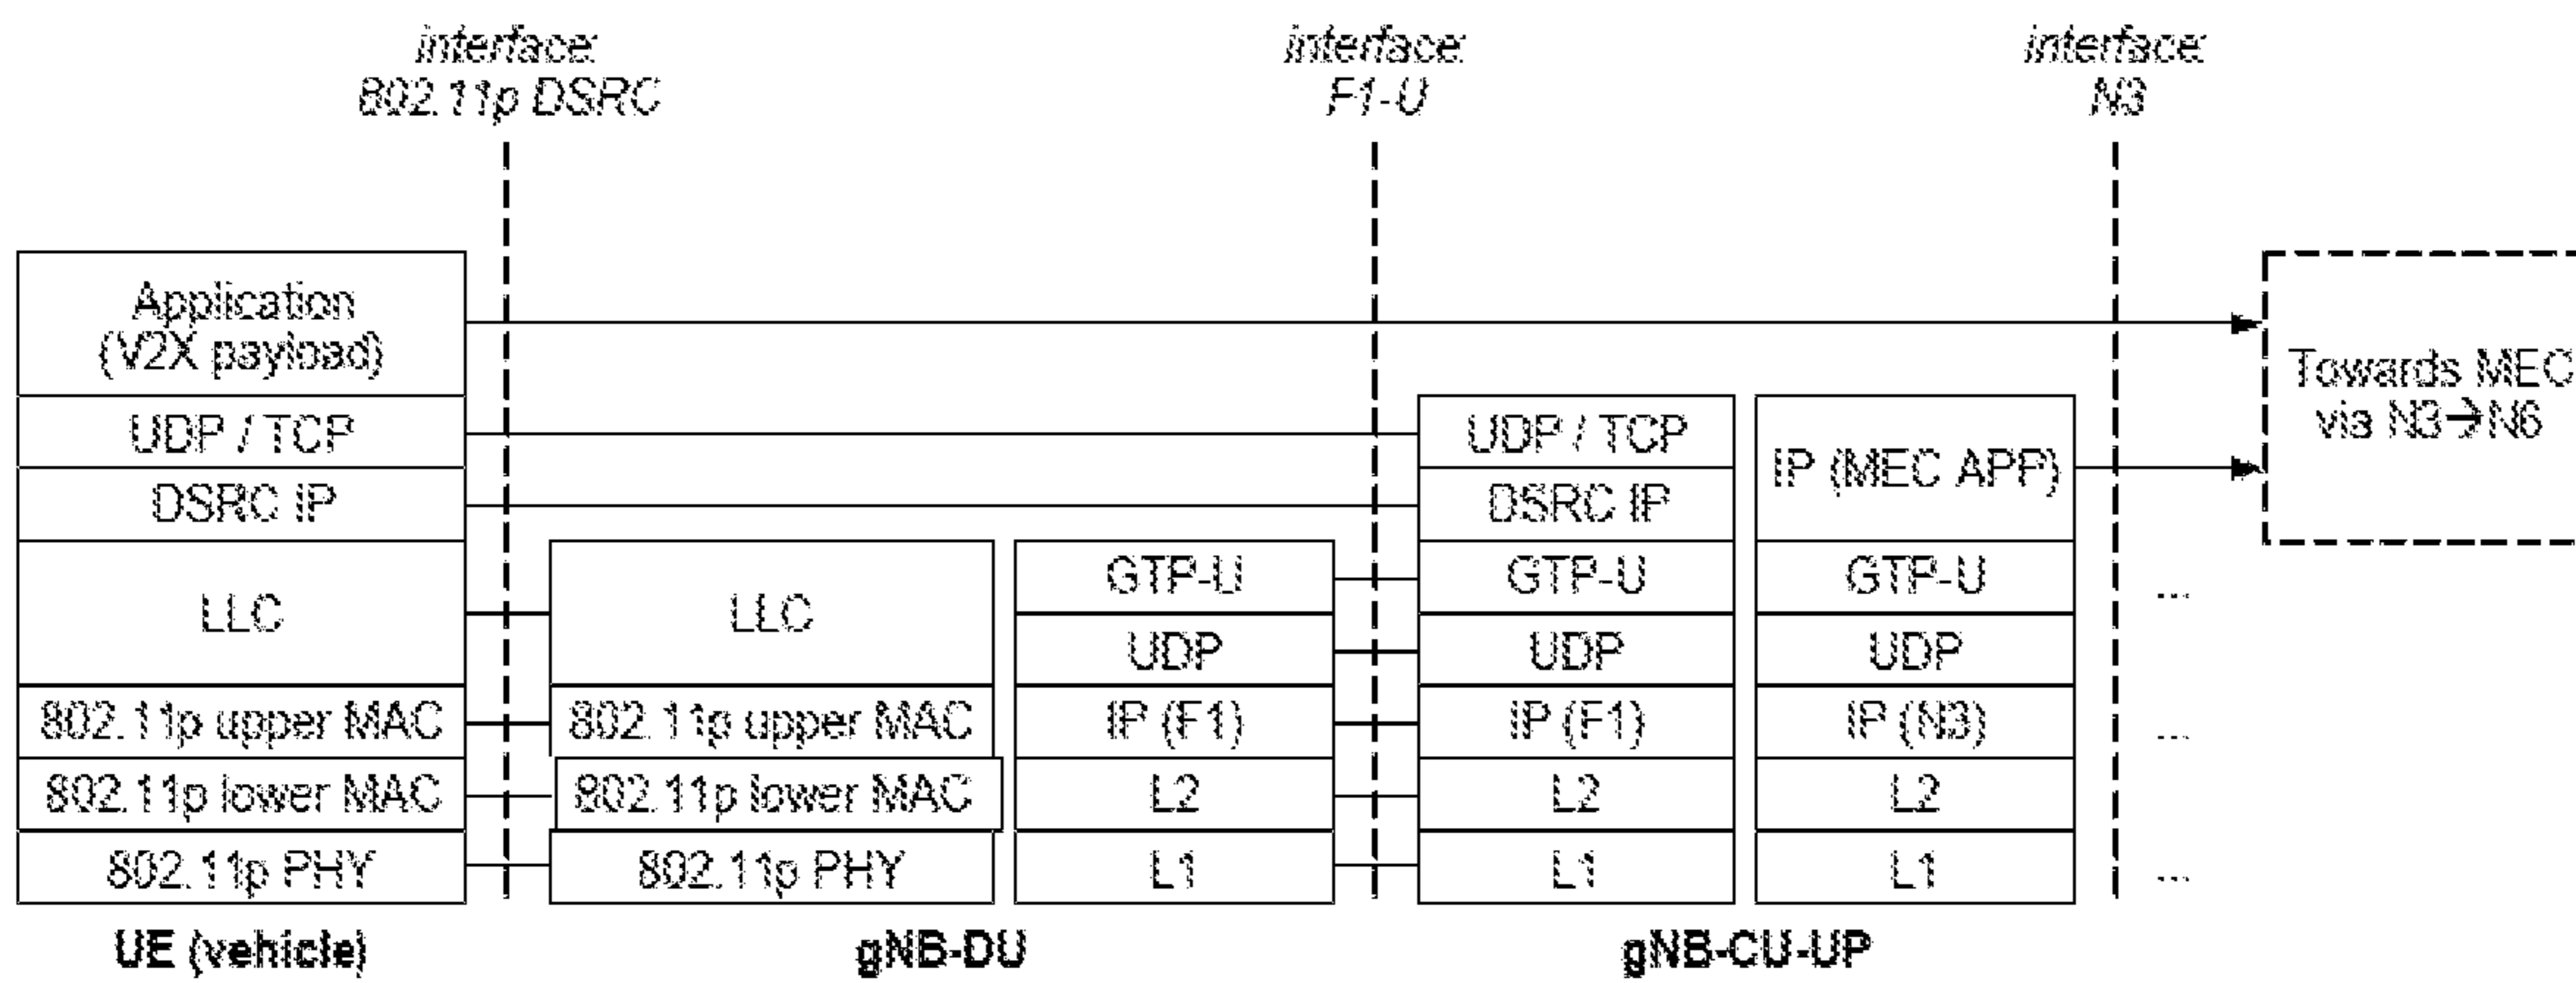 interface:
802.11p DSRC
interface:
F1-U
interface:
N3
Application
(V2X payload)
UDP / TCP
DSRC IP
LLC
802.11p upper MAC
802.11p lower MAC
802.11p PHY
UE (vehicle)
LLC
802.11p upper MAC
802.11p lower MAC
802.11p PHY
GTP-U
UDP
IP (F1)
L2
L1
gNB-DU
UDP / TCP
DSRC IP
GTP-U
UDP
IP (F1)
L2
L1
IP (MEC APP)
GTP-U
UDP
IP (N3)
L2
L1
gNB-CU-UP
...
...
...
Towards MEC
via N3→N6